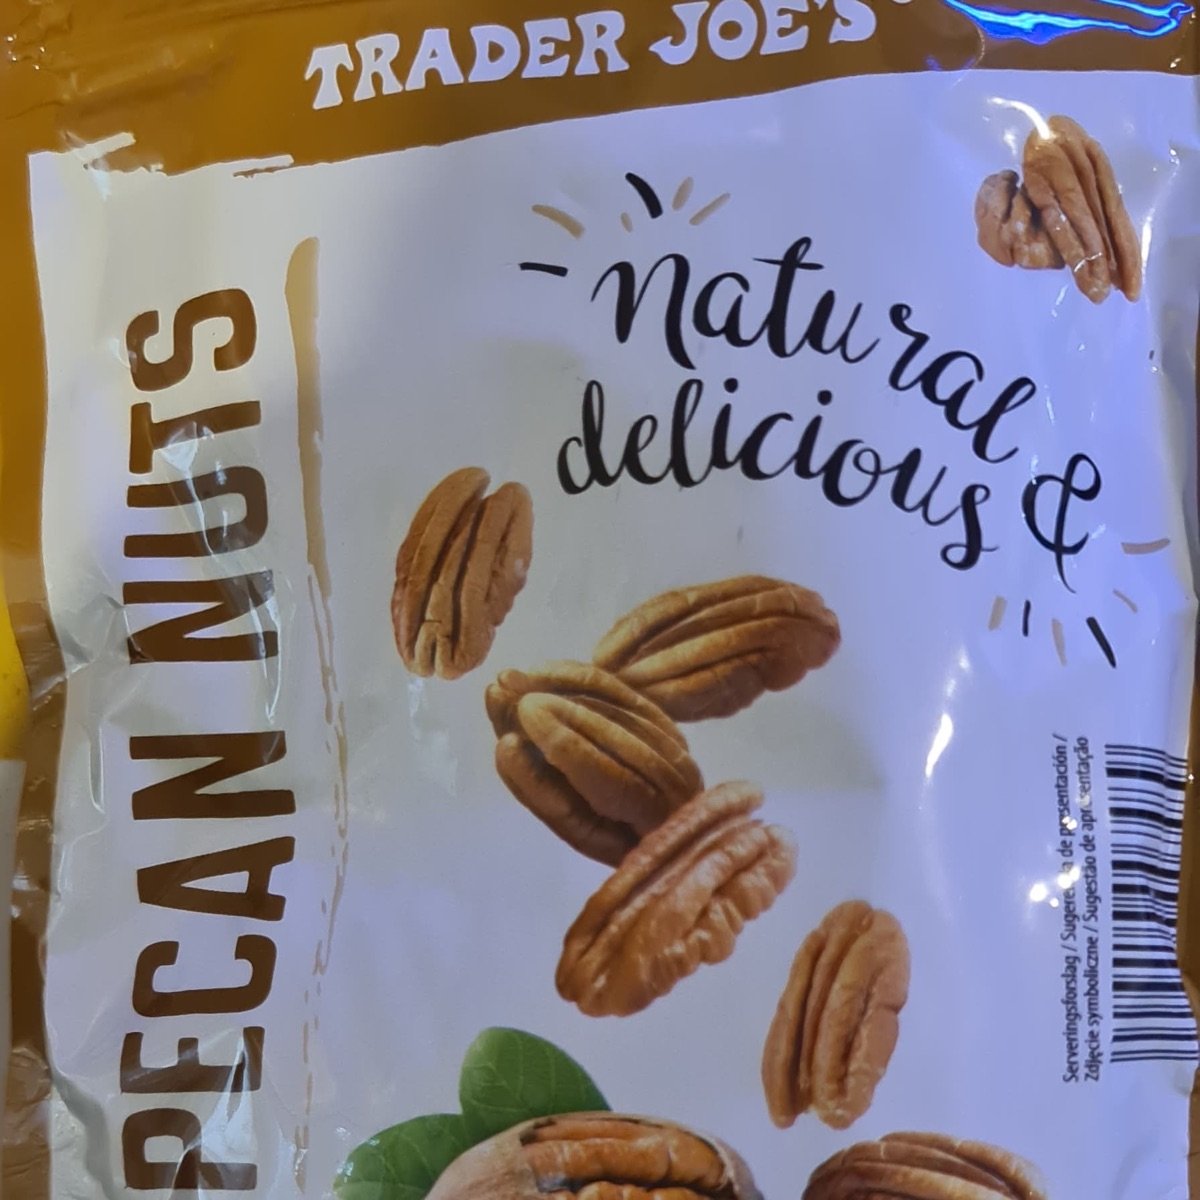 TRADER JOE'S
PECAN NUTS
natural
delicious &
Serveringsforslag / Sugerencia de presentación /
Zdjęcie symboliczne / Sugestão de apresentação